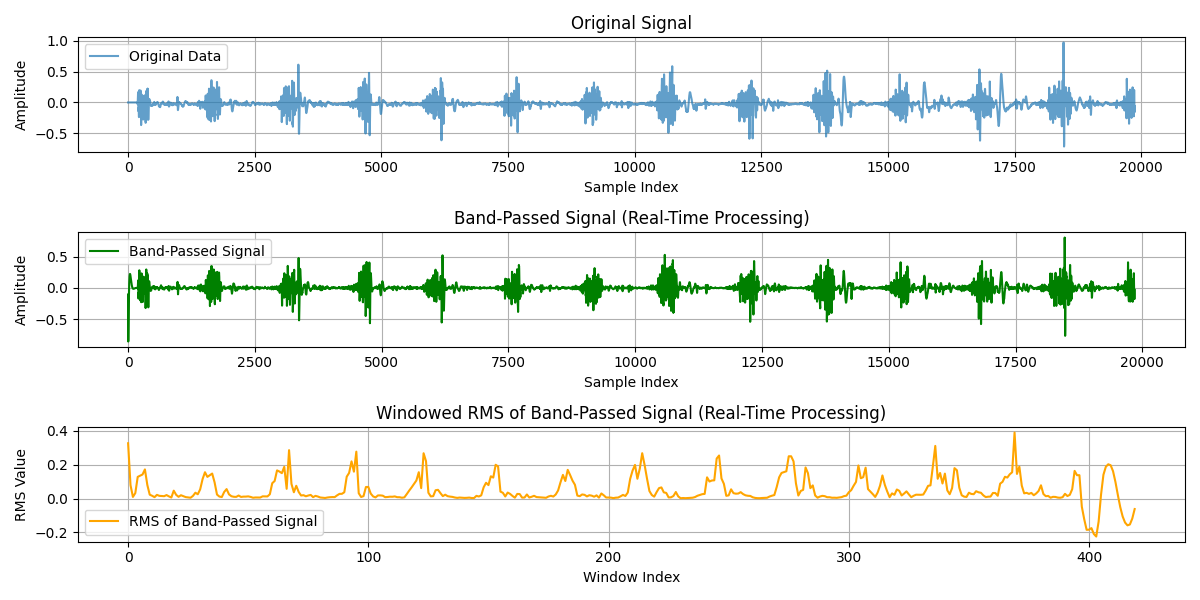 Original Signal
1.0
0.5
0.0
−0.5
Amplitude
Original Data
0 2500 5000 7500 10000 12500 15000 17500 20000
Sample Index
Band-Passed Signal (Real-Time Processing)
0.5
0.0
−0.5
Amplitude
Band-Passed Signal
0 2500 5000 7500 10000 12500 15000 17500 20000
Sample Index
Windowed RMS of Band-Passed Signal (Real-Time Processing)
0.4
0.2
0.0
−0.2
RMS Value
RMS of Band-Passed Signal
0 100 200 300 400
Window Index